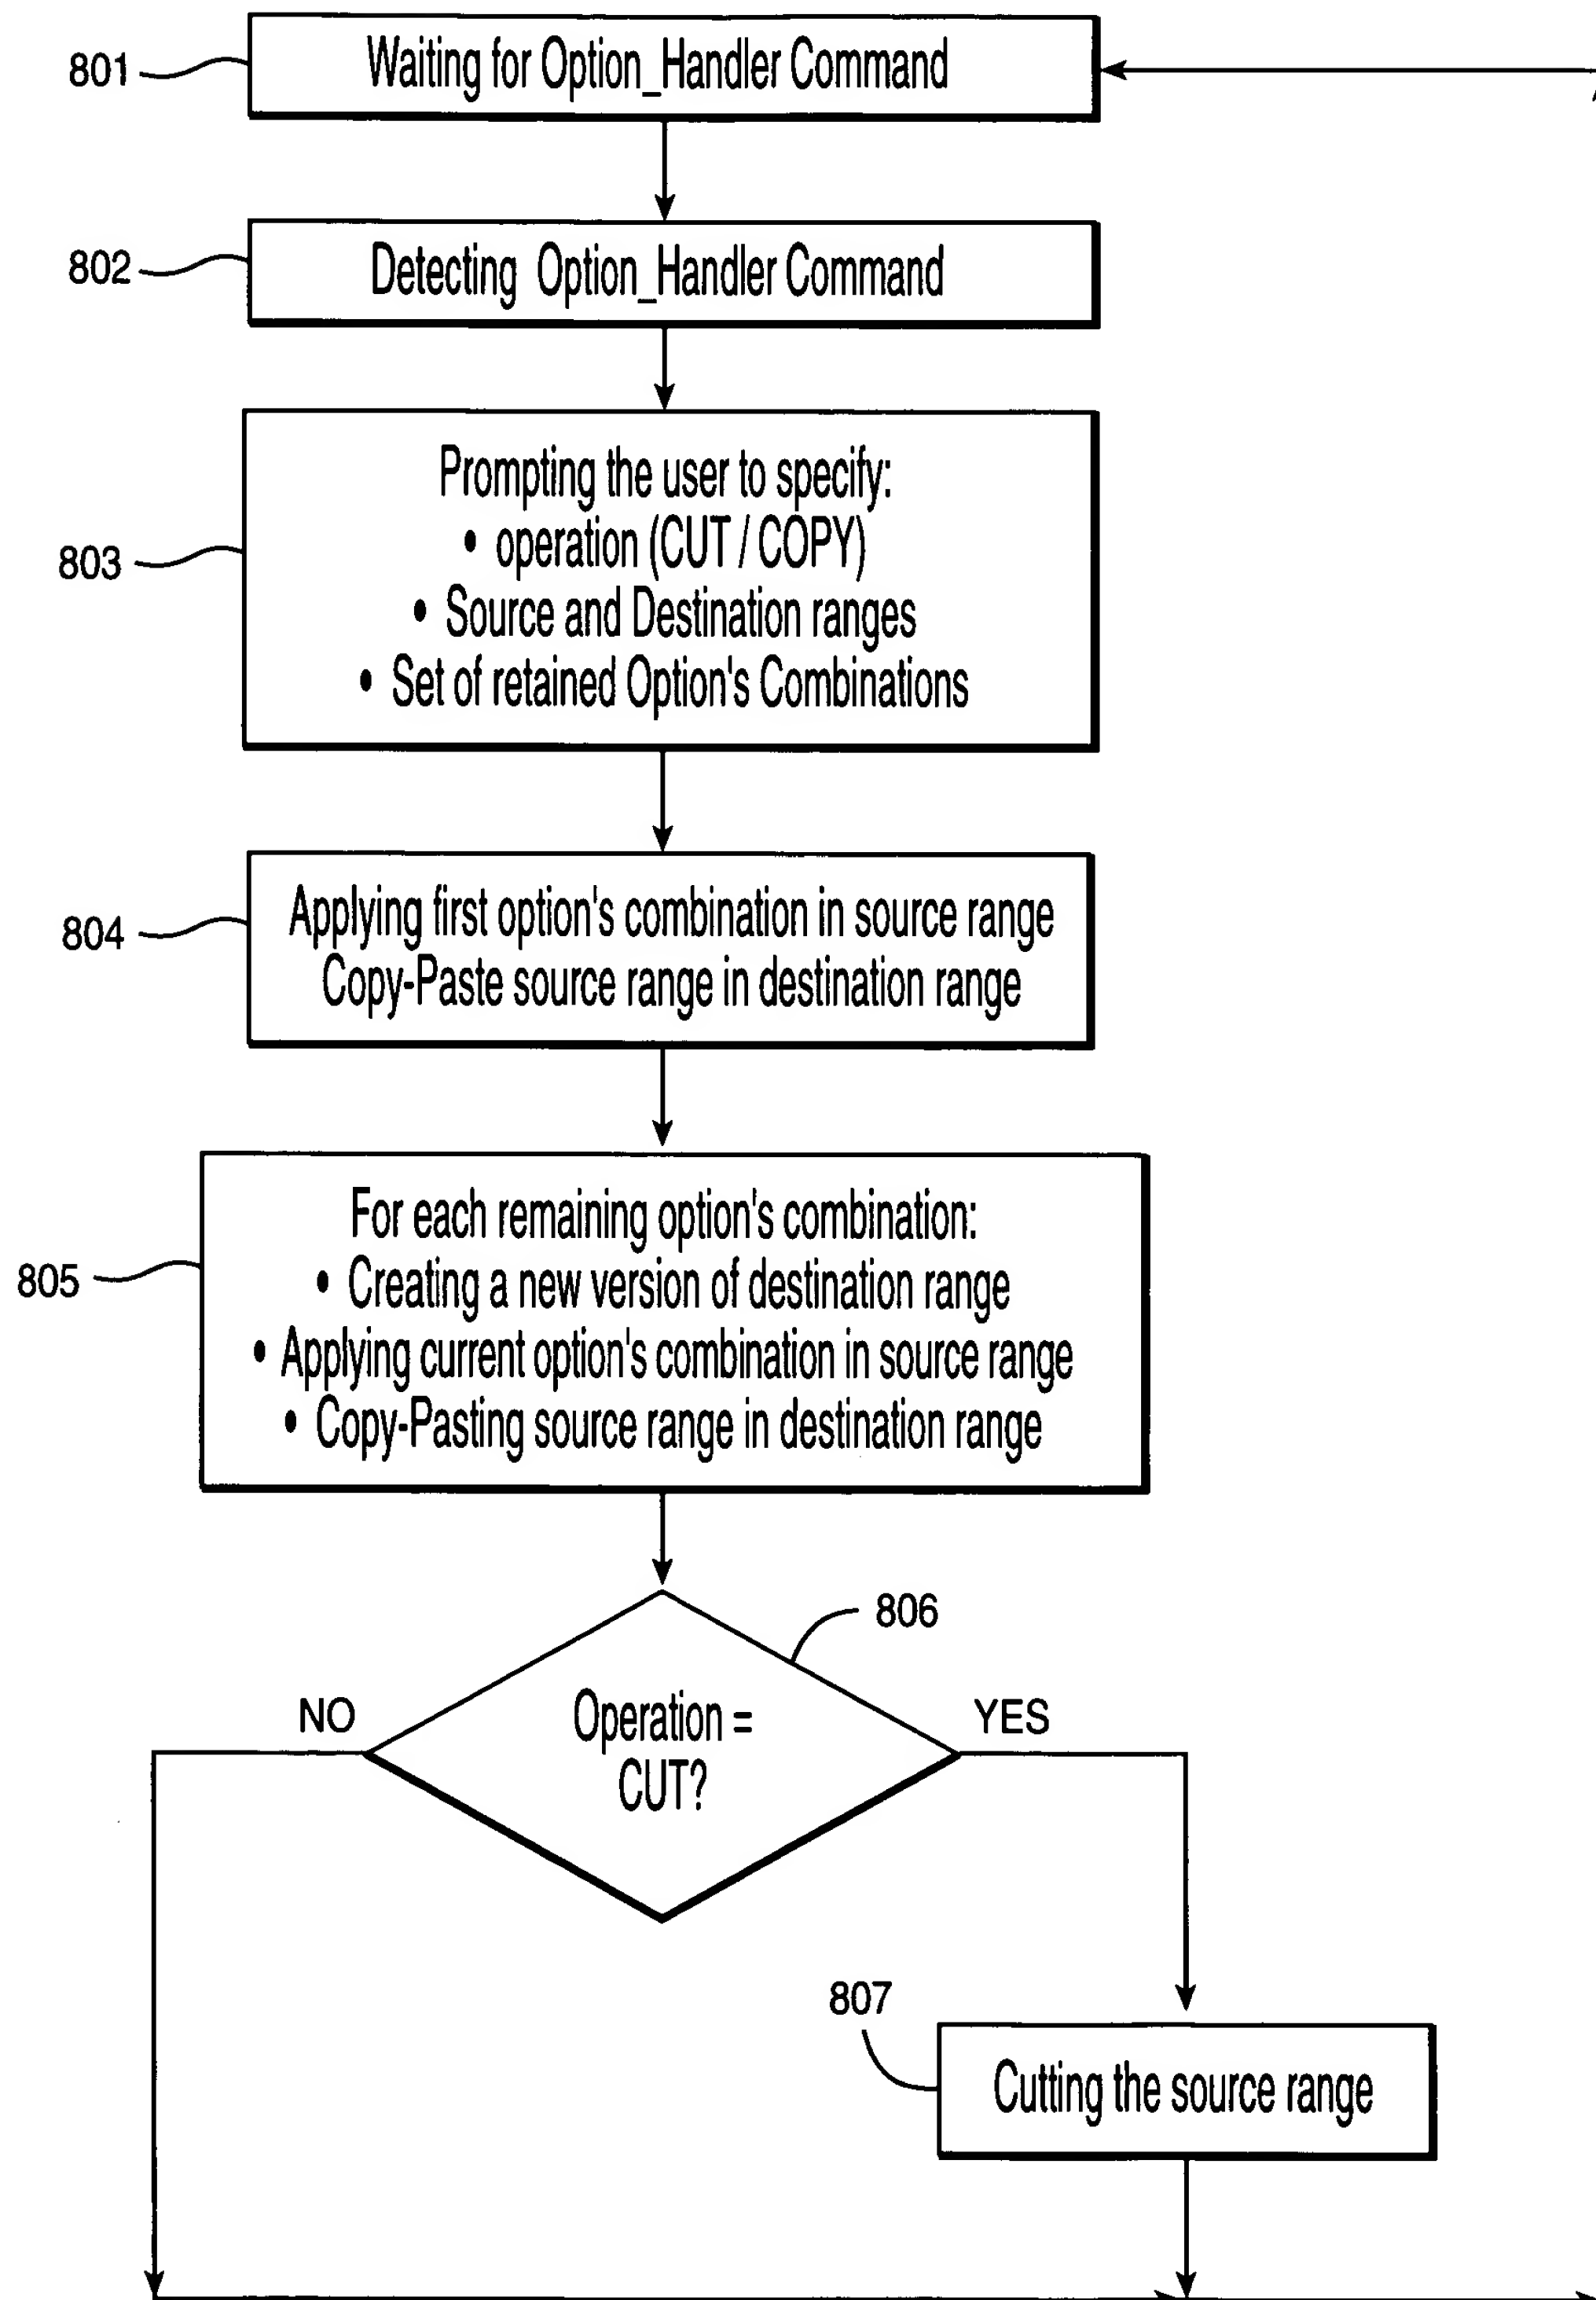 801
Waiting for Option_Handler Command
802
Detecting Option_Handler Command
803
Prompting the user to specify:
• operation (CUT / COPY)
• Source and Destination ranges
• Set of retained Option's Combinations
804
Applying first option's combination in source range
Copy-Paste source range in destination range
805
For each remaining option's combination:
• Creating a new version of destination range
• Applying current option's combination in source range
• Copy-Pasting source range in destination range
806
NO
Operation =
CUT?
YES
807
Cutting the source range